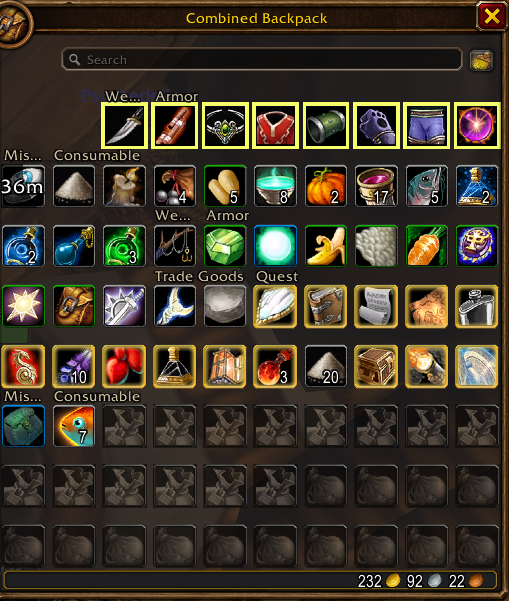 Combined Backpack
Search
We... Armor
Mis... Consumable
36m 4 5 8 2 17 5 2
We... Armor
2 3
Trade Goods Quest
10 3 20
Mis... Consumable
7
232 92 22